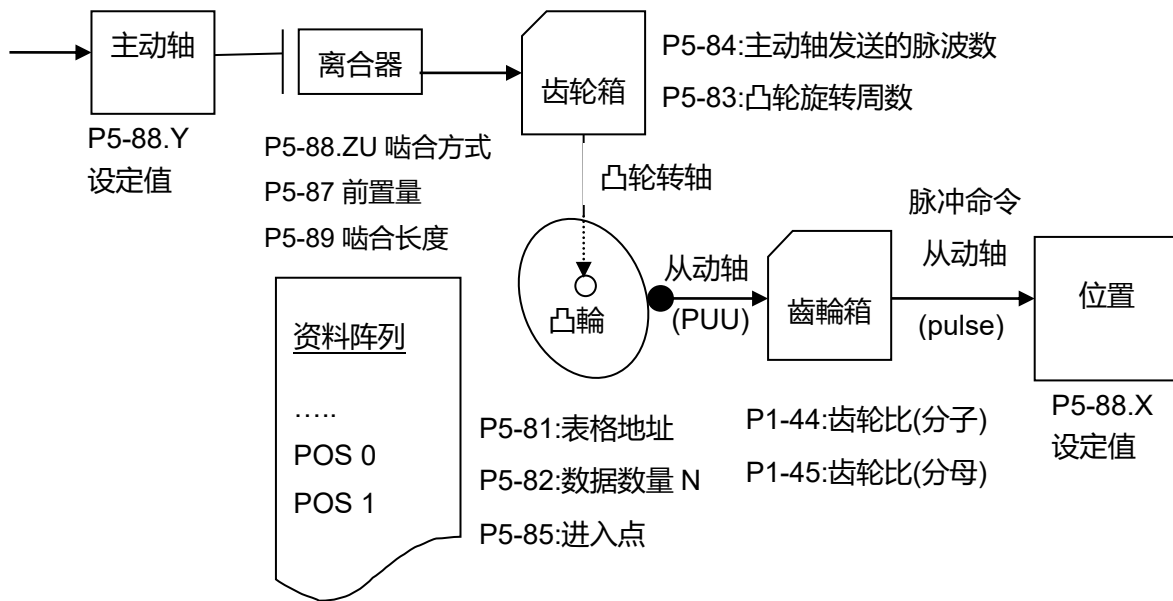 主动轴
P5-88.Y
设定值
离合器
P5-88.ZU 啮合方式
P5-87 前置量
P5-89 啮合长度
齿轮箱
P5-84:主动轴发送的脉波数
P5-83:凸轮旋转周数
凸轮转轴
凸輪
从动轴
(PUU)
齒輪箱
脉冲命令
从动轴
(pulse)
位置
P5-88.X
设定值
资料阵列
…..
POS 0
POS 1
P5-81:表格地址
P5-82:数据数量 N
P5-85:进入点
P1-44:齿轮比(分子)
P1-45:齿轮比(分母)